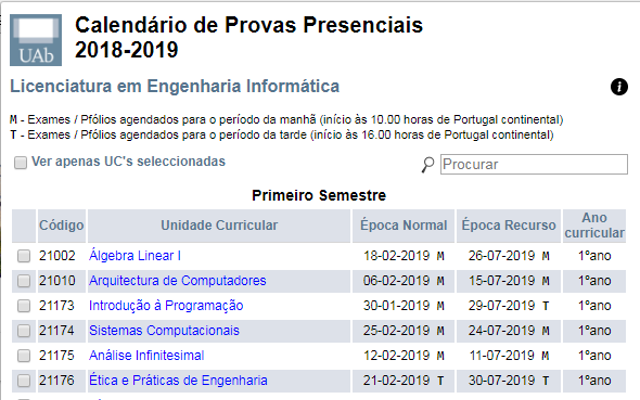 UAb
Calendário de Provas Presenciais
2018-2019
Licenciatura em Engenharia Informática
i
M - Exames / Pfólios agendados para o período da manhã (início às 10.00 horas de Portugal continental)
T - Exames / Pfólios agendados para o período da tarde (início às 16.00 horas de Portugal continental)
Ver apenas UC's seleccionadas
Procurar
Primeiro Semestre
Código Unidade Curricular Época Normal Época Recurso Ano curricular
21002 Álgebra Linear I 18-02-2019 M 26-07-2019 M 1ºano
21010 Arquitectura de Computadores 06-02-2019 M 15-07-2019 M 1ºano
21173 Introdução à Programação 30-01-2019 M 29-07-2019 T 1ºano
21174 Sistemas Computacionais 25-02-2019 M 24-07-2019 M 1ºano
21175 Análise Infinitesimal 12-02-2019 M 11-07-2019 M 1ºano
21176 Ética e Práticas de Engenharia 21-02-2019 T 30-07-2019 T 1ºano